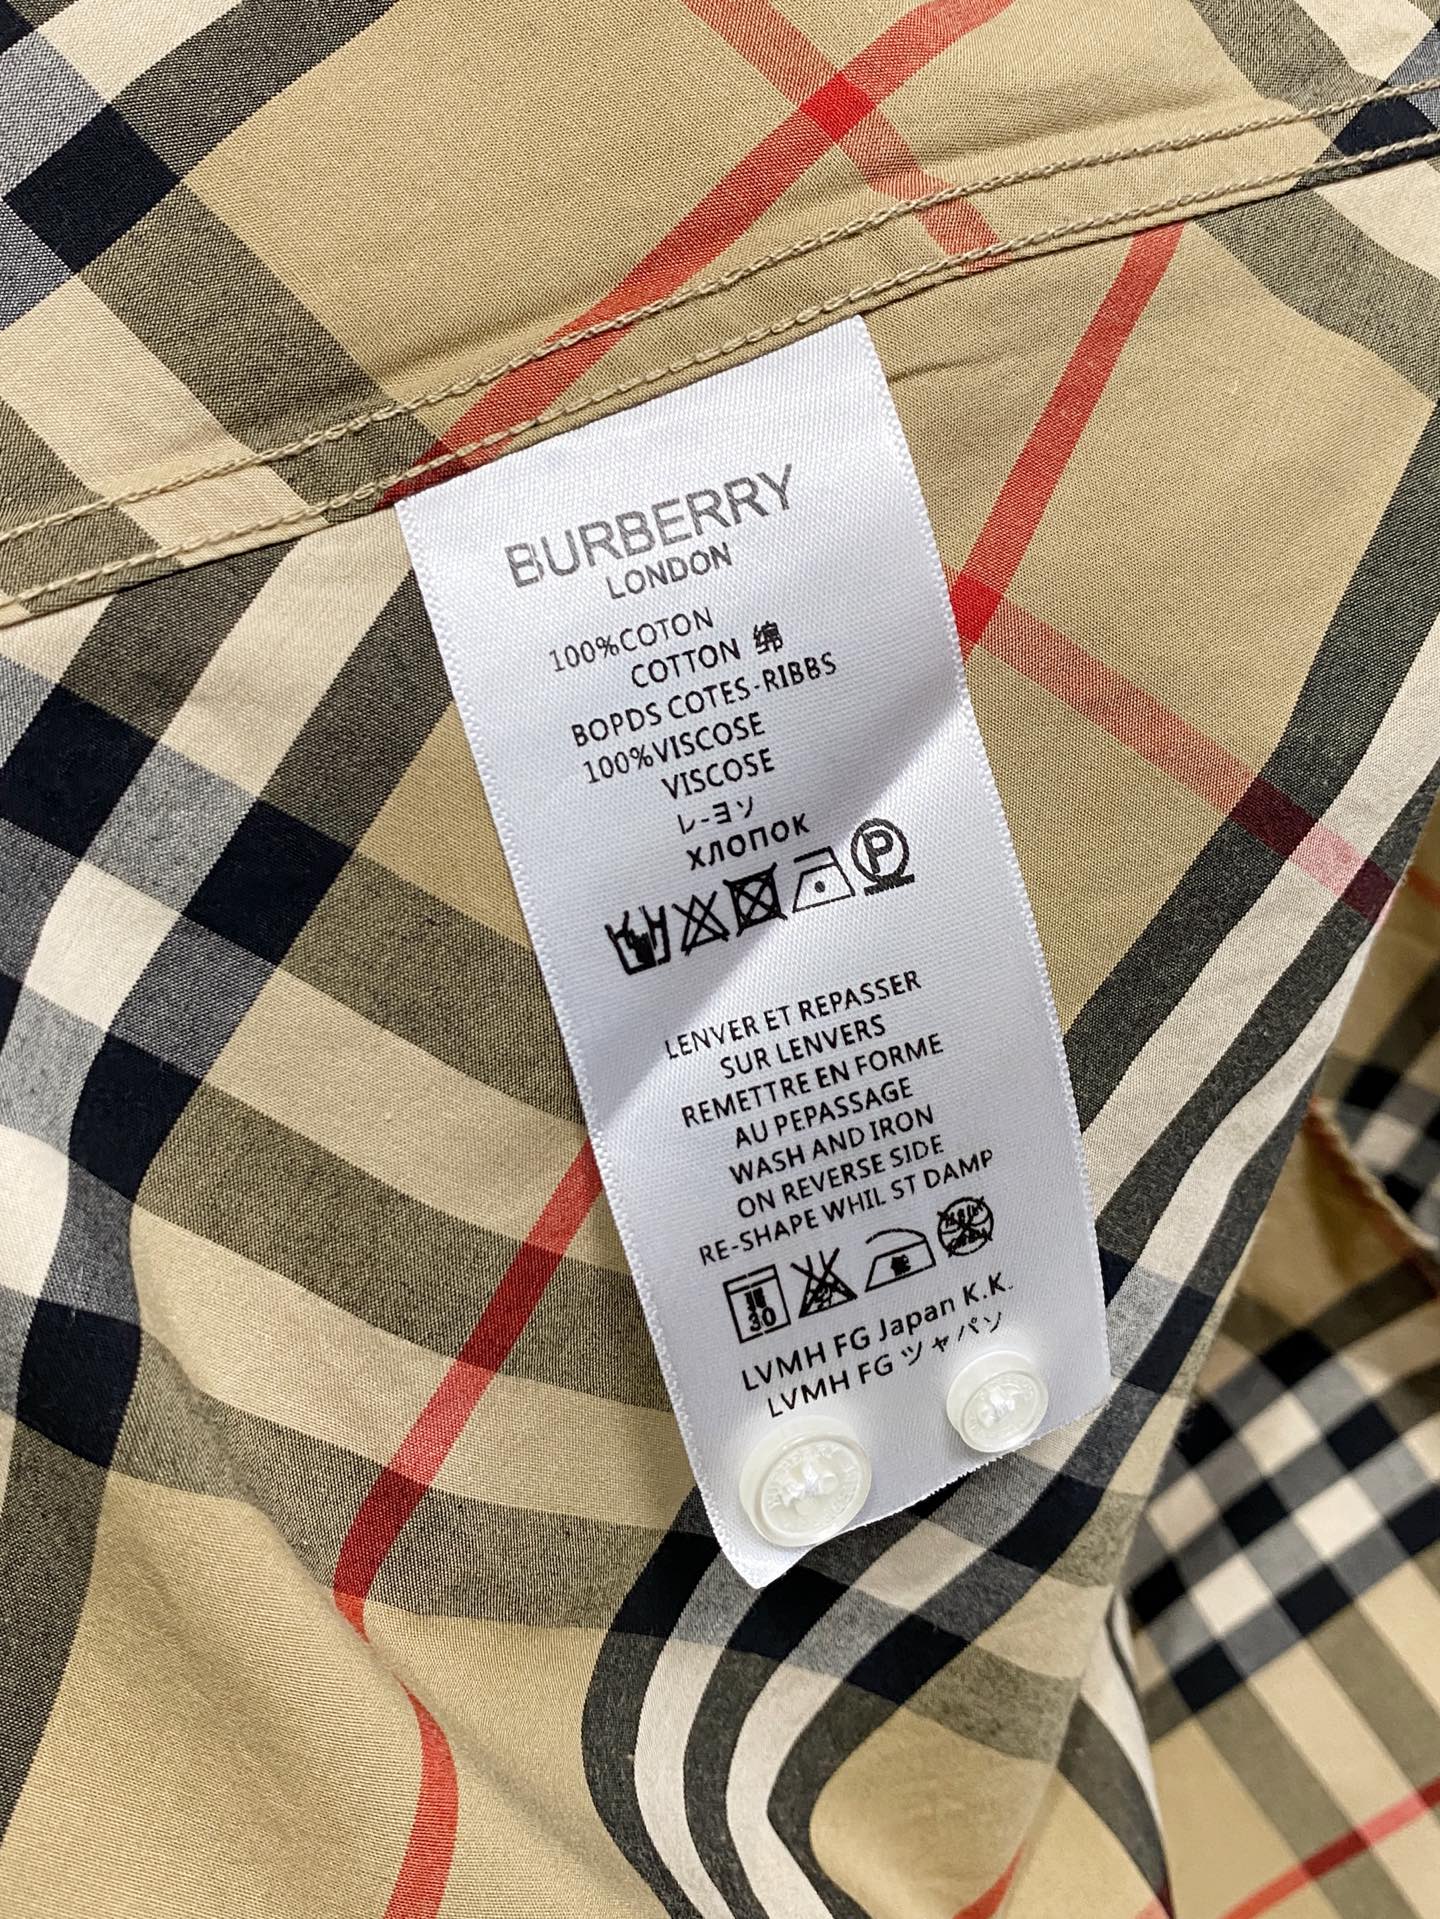 BURBERRY
LONDON
100%COTON
COTTON 绵
BOPDS COTES-RIBBS
100%VISCOSE
VISCOSE
レ-ヨソ
ХЛОПОК
P
LENVER ET REPASSER
SUR LENVERS
REMETTRE EN FORME
AU PEPASSAGE
WASH AND IRON
ON REVERSE SIDE
RE-SHAPE WHIL ST DAMP
30 低
LVMH FG Japan K.K.
LVMH FG ツャパソ